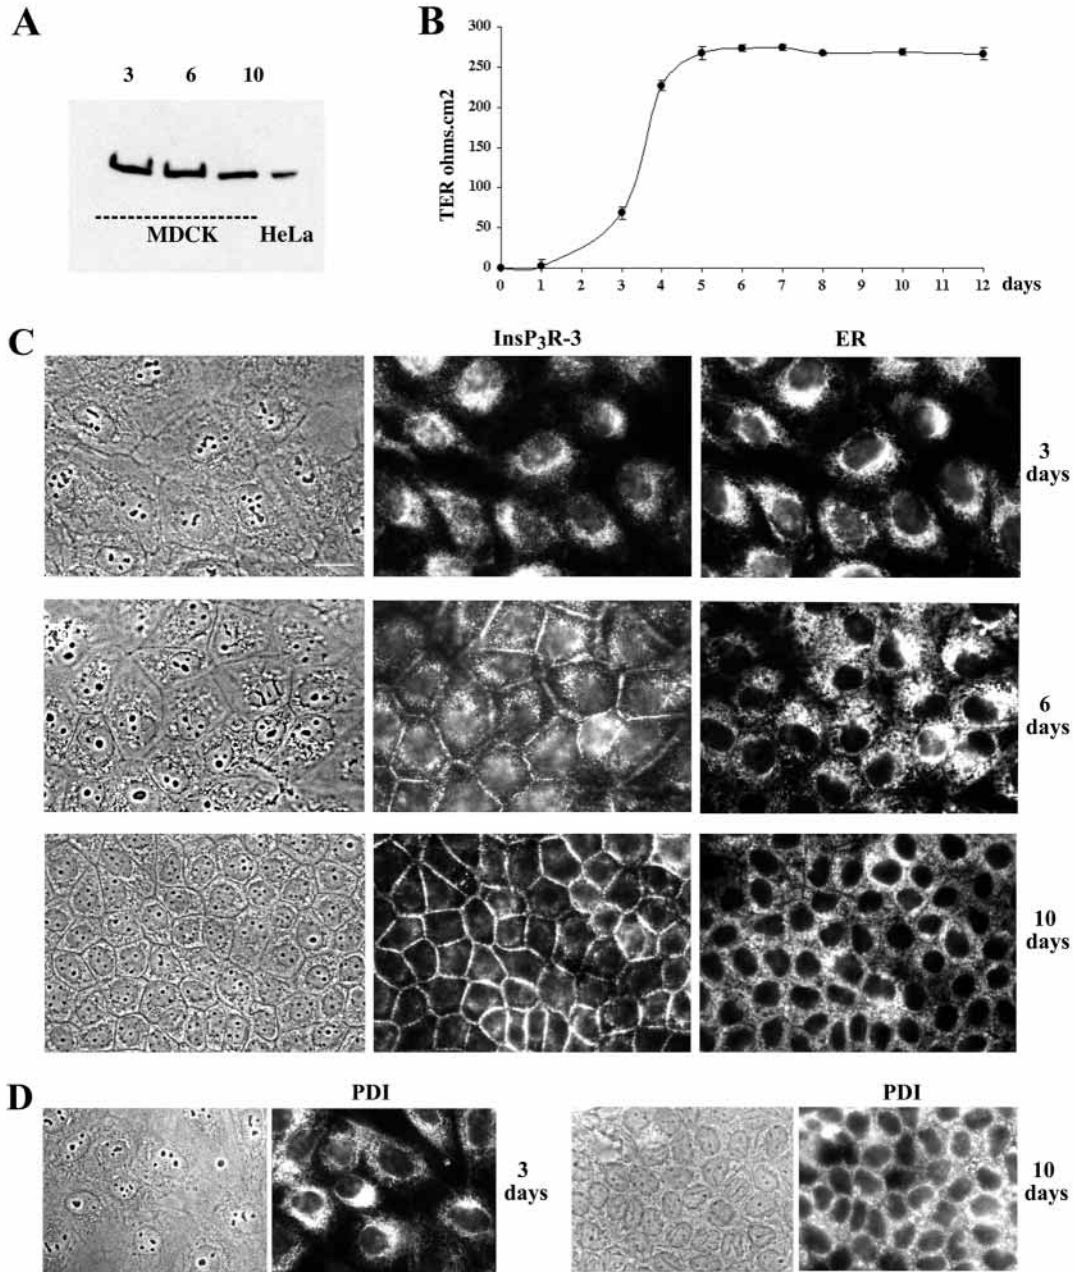 A
3 6 10
MDCK HeLa
B
300
250
200
150
100
50
0
TER ohms.cm2
0 1 2 3 4 5 6 7 8 9 10 11 12 days
C
InsP3R-3 ER
3
days
6
days
10
days
D
PDI PDI
3
days
10
days